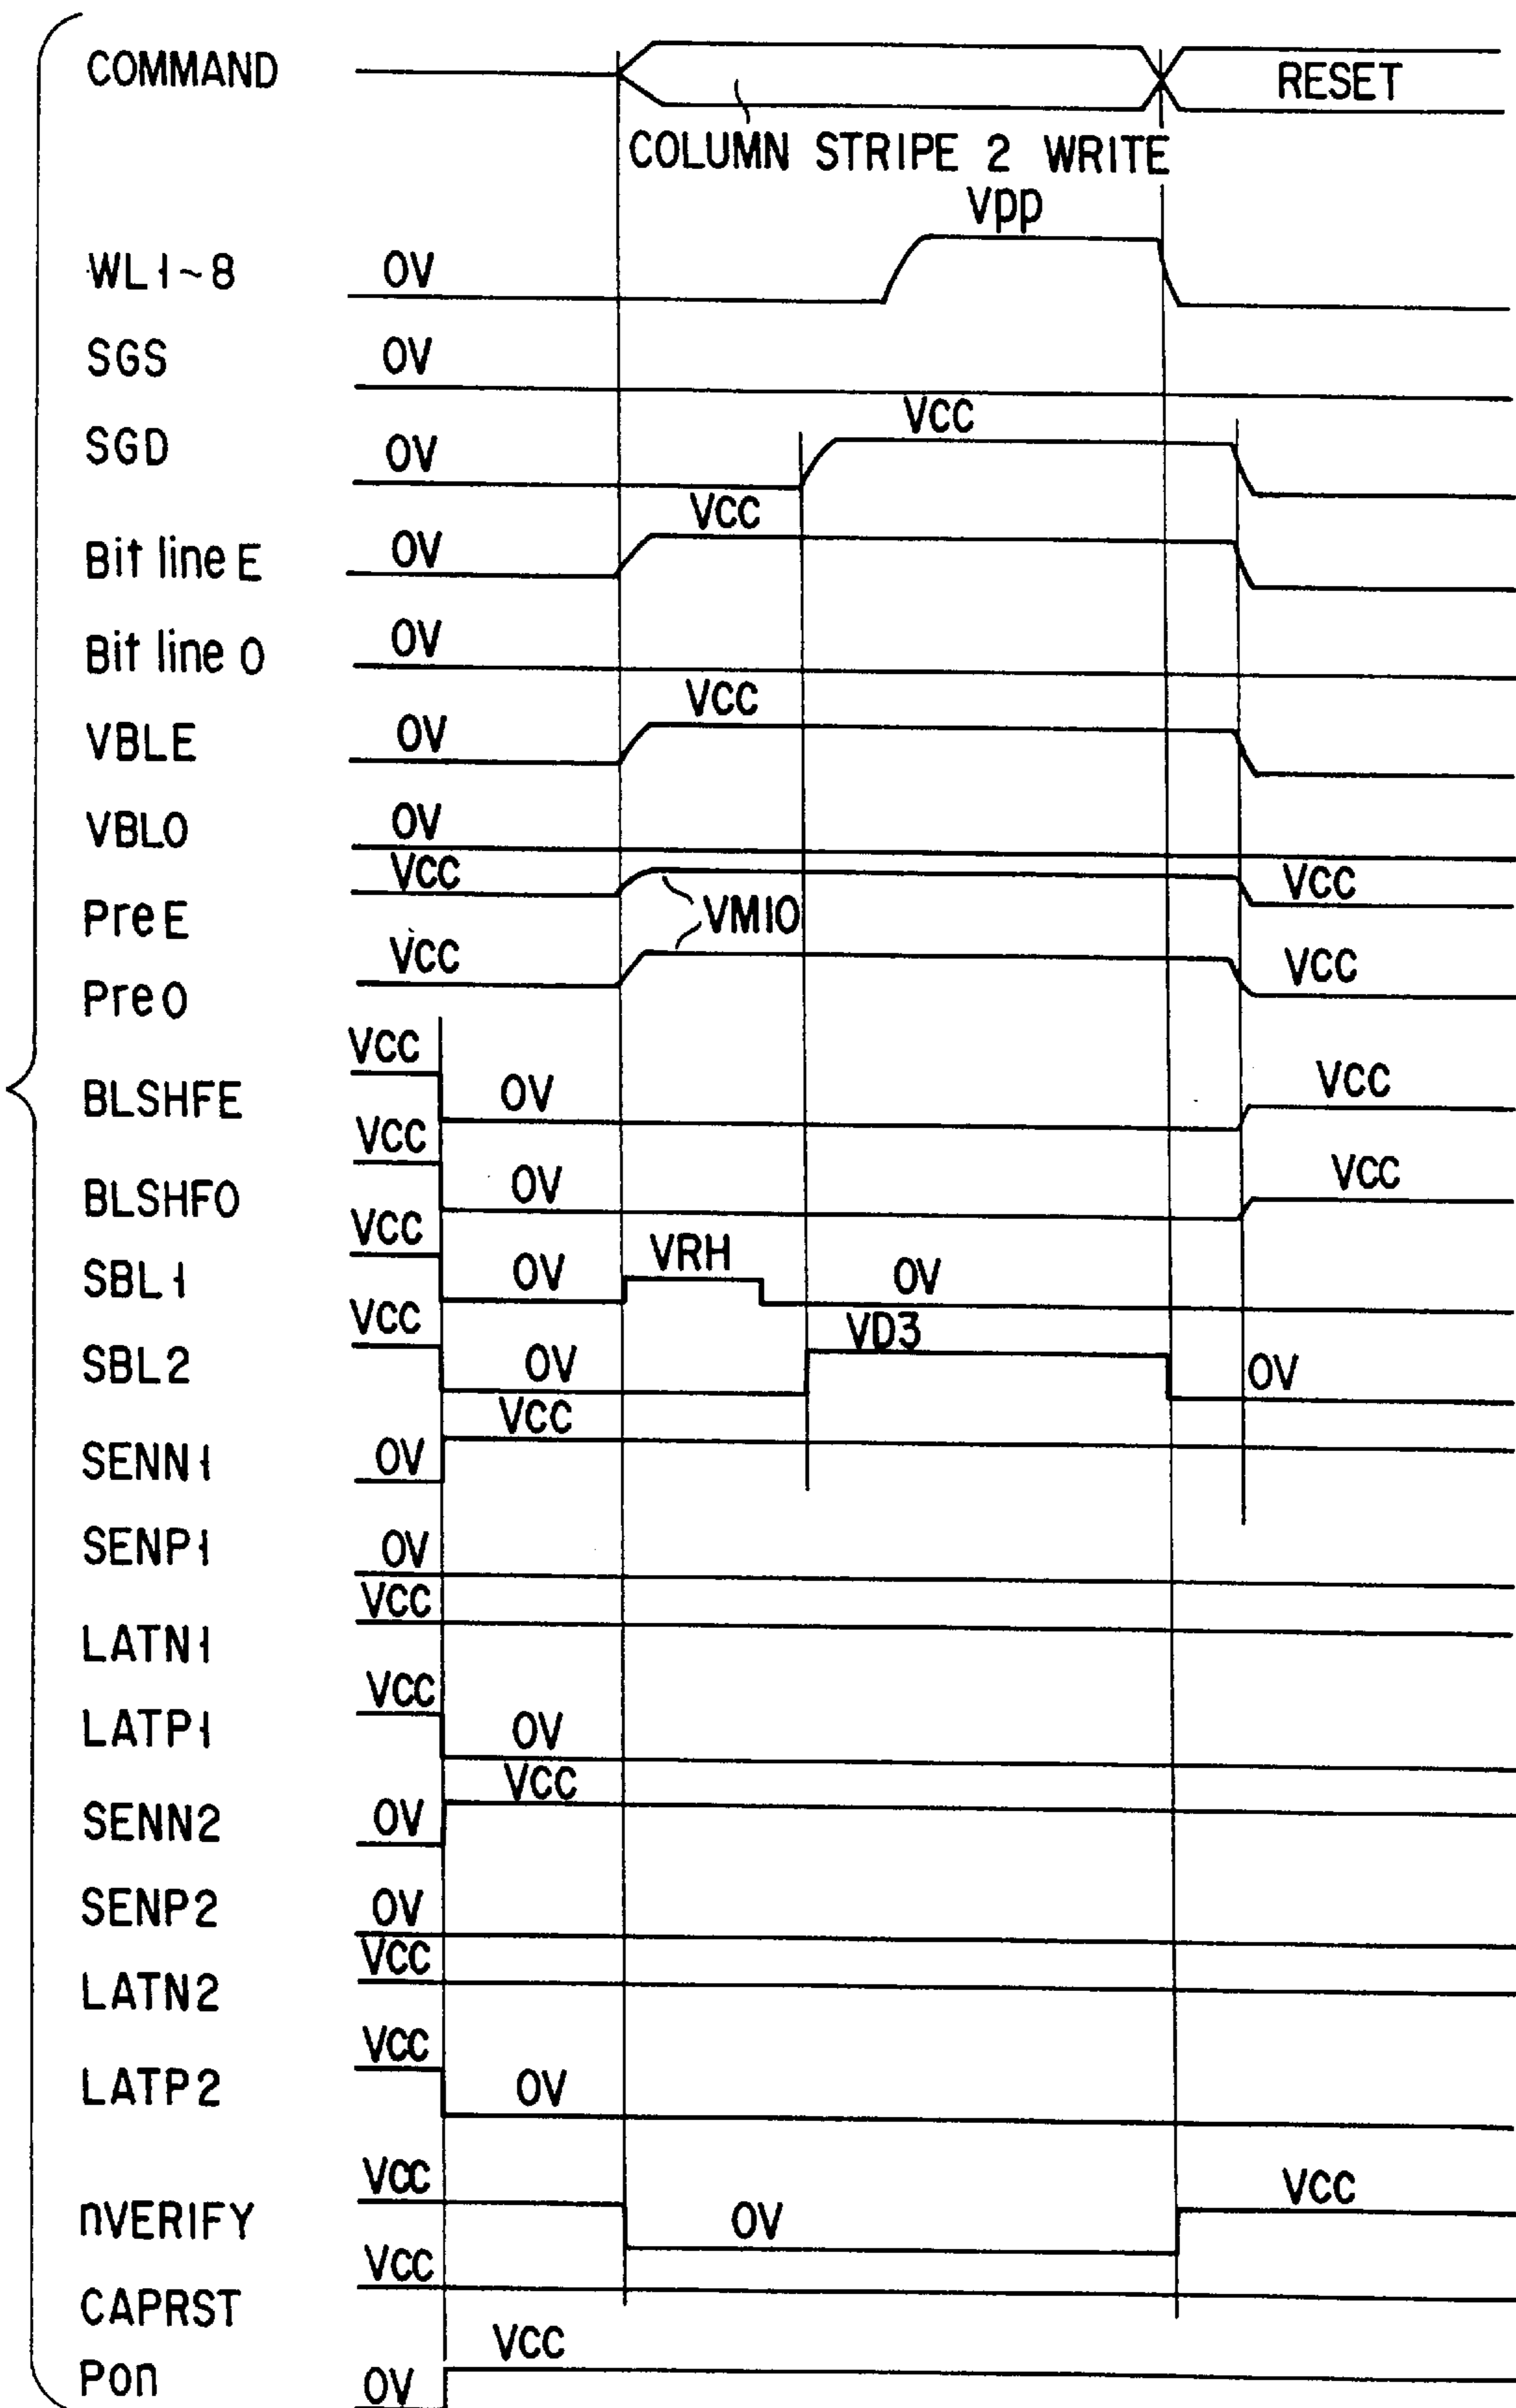 COMMAND RESET
COLUMN STRIPE 2 WRITE
Vpp
WL1~8 0V
SGS 0V
VCC
SGD 0V
VCC
Bit line E 0V
Bit line O 0V
VCC
VBLE 0V
VBLO 0V
VCC VCC
PreE VM10
VCC VCC
PreO
VCC VCC
BLSHFE 0V
VCC VCC
BLSHFO 0V
VCC VRH
SBL1 0V 0V
VCC VD3
SBL2 0V 0V
VCC
SENN1 0V
SENP1 0V
VCC
LATN1
VCC
LATP1 0V
VCC
SENN2 0V
SENP2 0V
VCC
LATN2
VCC
LATP2 0V
VCC VCC
nVERIFY 0V
VCC
CAPRST
VCC
Pon 0V